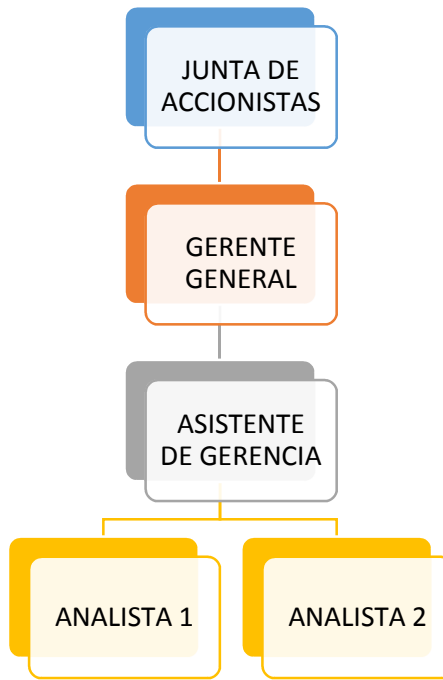 JUNTA DE
ACCIONISTAS
GERENTE
GENERAL
ASISTENTE
DE GERENCIA
ANALISTA 1
ANALISTA 2